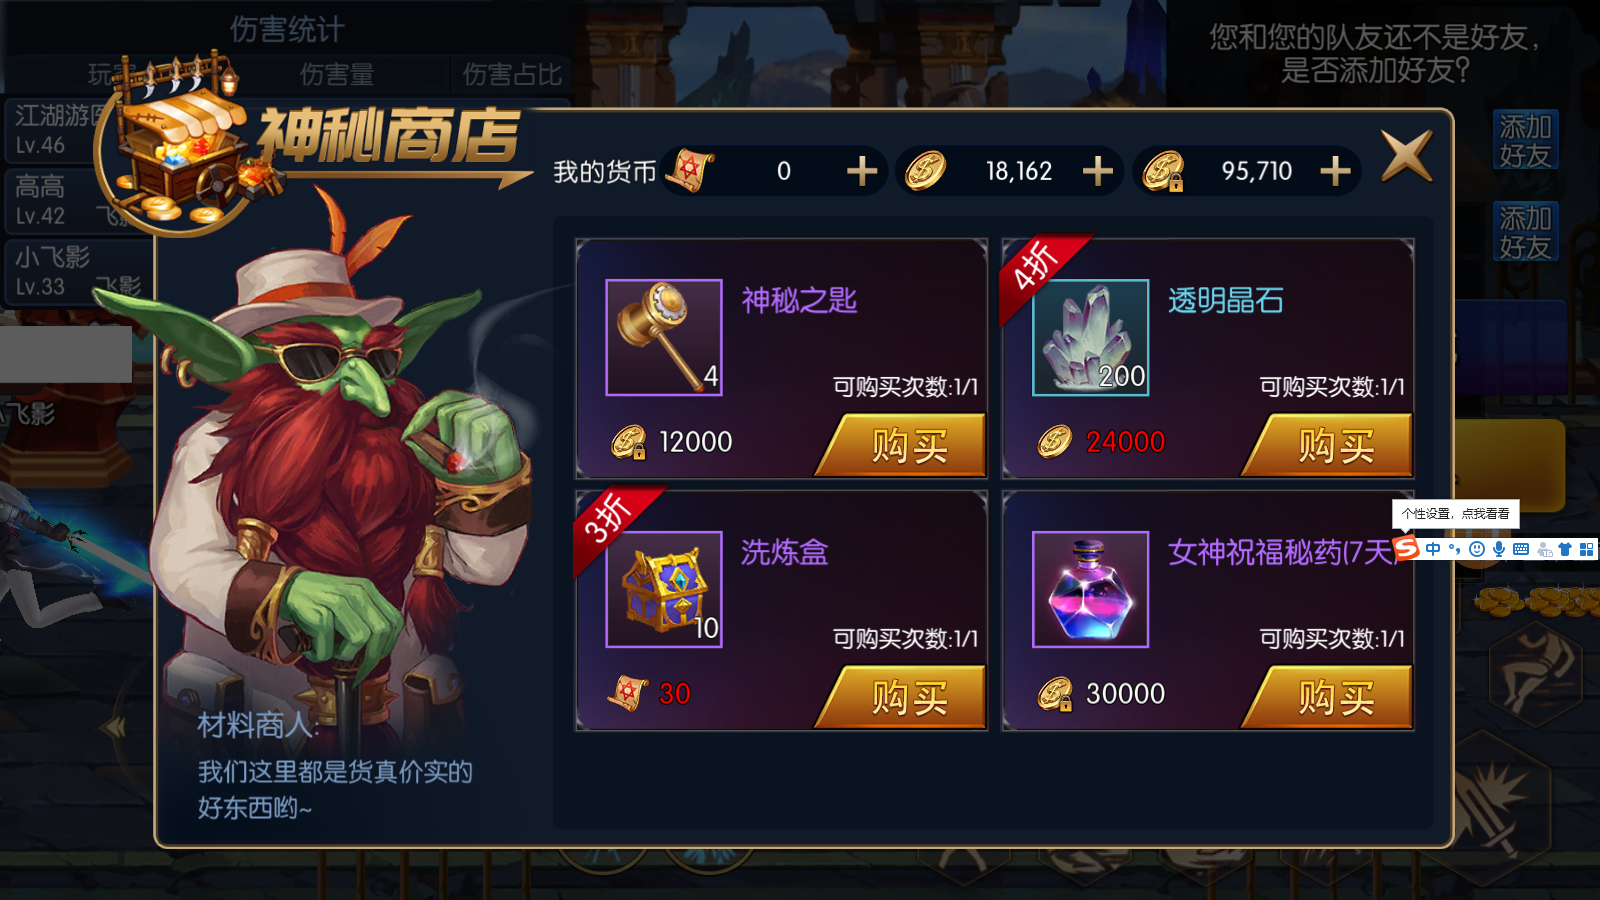 伤害统计
您和您的队友还不是好友，
是否添加好友？
伤害量
伤害占比
江湖游
Lv.46
高高
Lv.42
飞影
小飞影
Lv.33
飞影
小飞影
添加
好友
添加
好友
神秘商店
我的货币
0
18,162
95,710
神秘之匙
4
可购买次数:1/1
12000
购买
4折
透明晶石
200
可购买次数:1/1
24000
购买
3折
洗炼盒
10
可购买次数:1/1
30
购买
女神祝福秘药(7天
可购买次数:1/1
30000
购买
个性设置，点我看看
中
材料商人:
我们这里都是货真价实的
好东西哟~